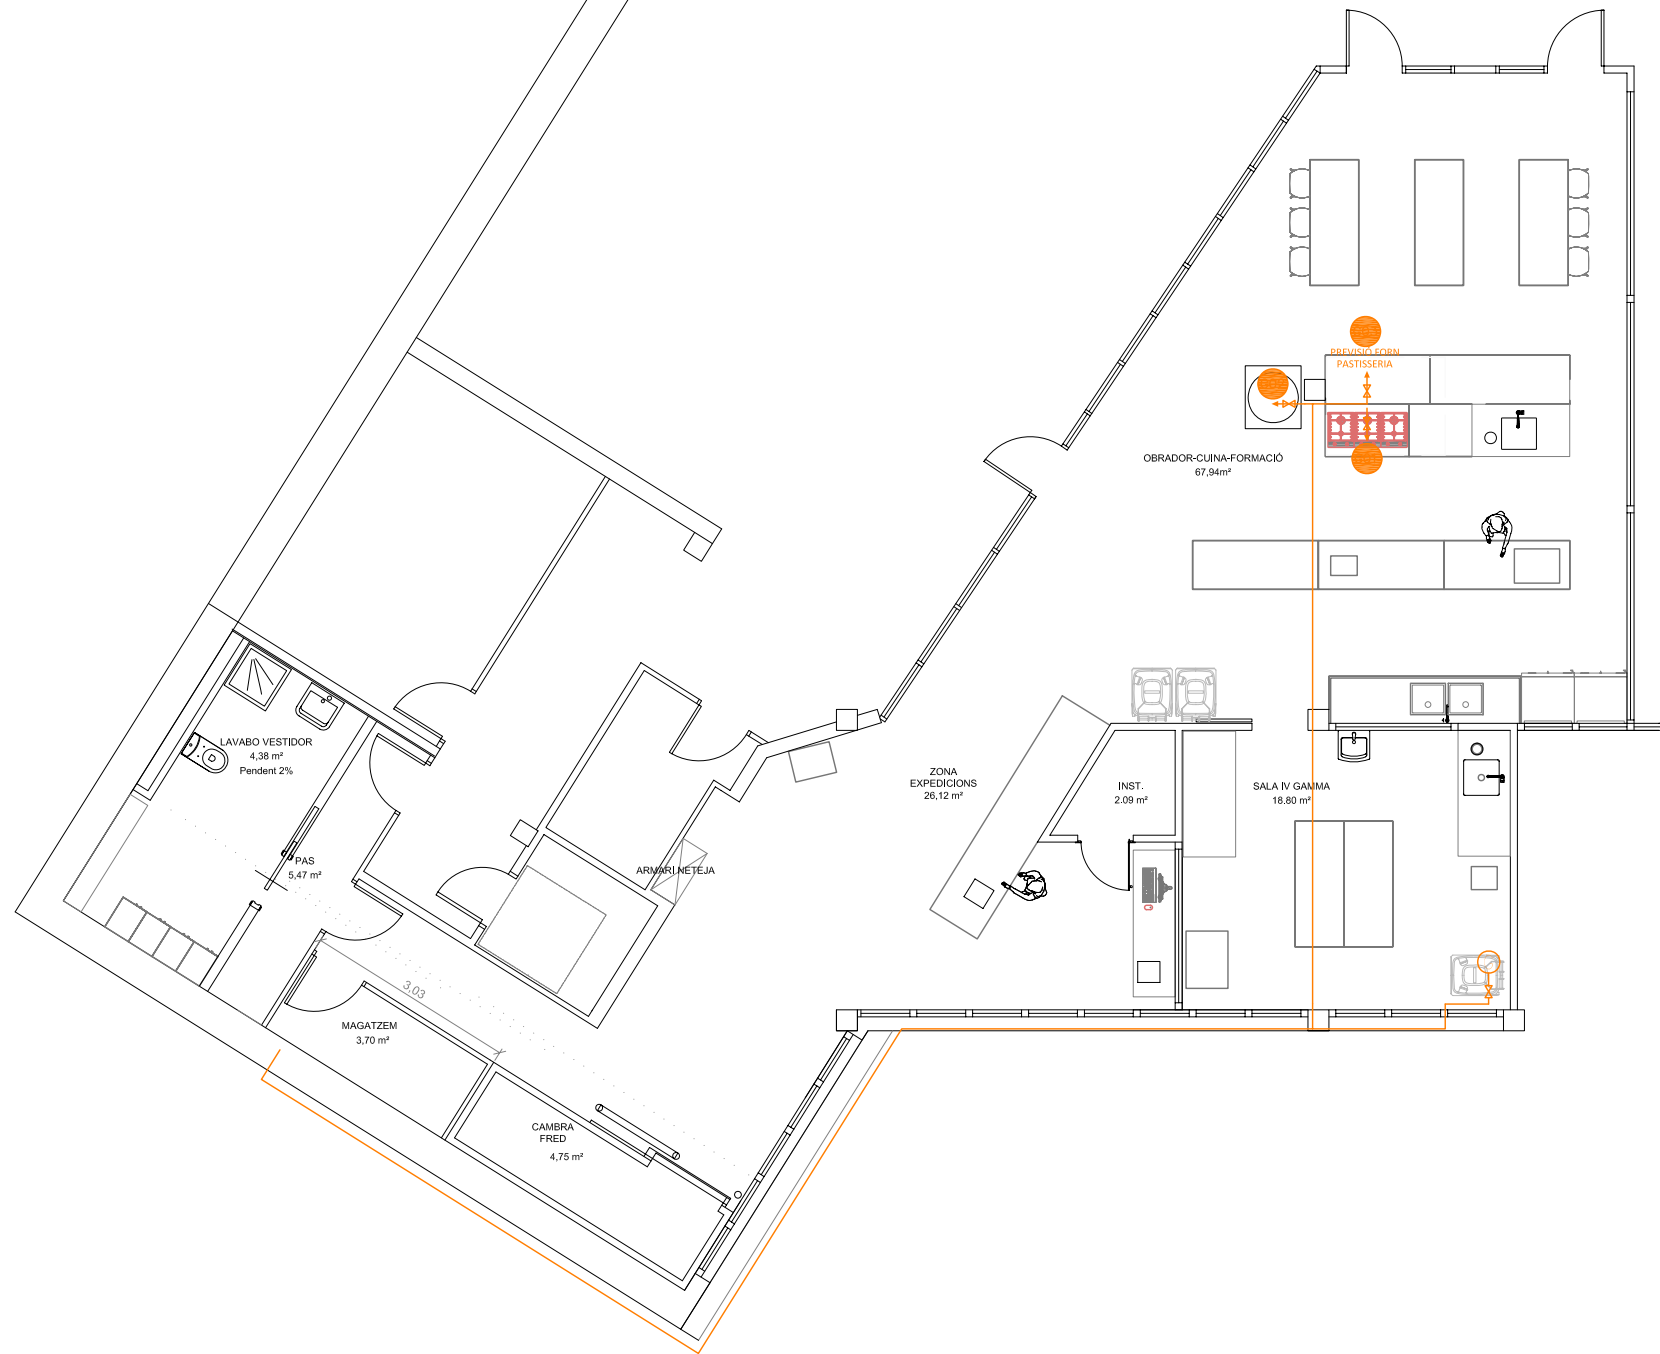 PREVISIÓ FORN
PASTISSERIA
OBRADOR-CUINA-FORMACIÓ
67,94m²
LAVABO VESTIDOR
4,38 m²
Pendent 2%
ZONA
EXPEDICIONS
26,12 m²
INST.
2.09 m²
SALA IV GAMMA
18.80 m²
PAS
5,47 m²
ARMARI NETEJA
3,03
MAGATZEM
3,70 m²
CAMBRA
FRED
4,75 m²